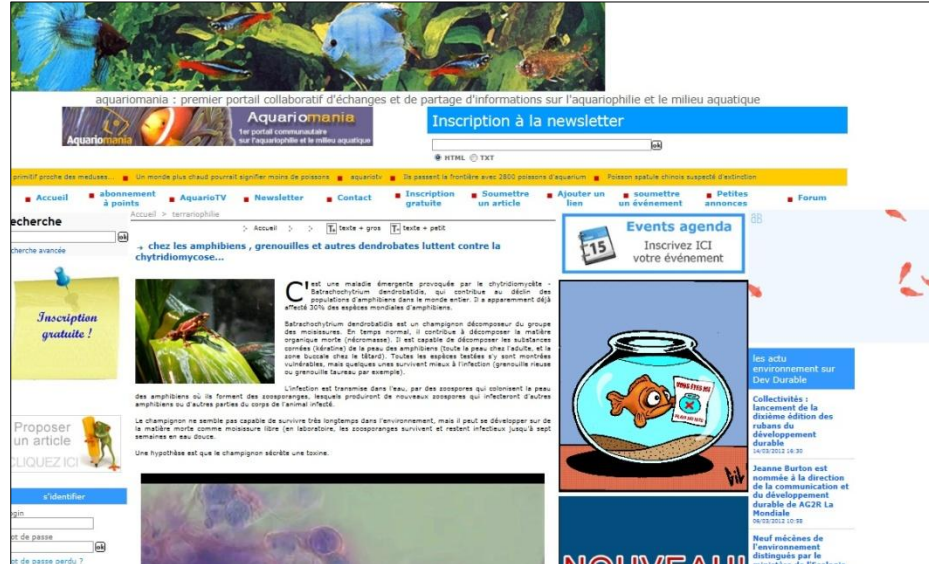 aquariomania : premier portail collaboratif d'échanges et de partage d'informations sur l'aquariophilie et le milieu aquatique
Aquariomania
Aquariomania
1er portail communautaire
sur l'aquariophilie et le milieu aquatique
Inscription à la newsletter
ok
HTML TXT
primitif proche des meduses... Un monde plus chaud pourrait signifier moins de poissons aquariotv Ils passent la frontière avec 2800 poissons d'aquarium Poisson spatule chinois suspecté d'extinction
Accueil
abonnement
à points
AquarioTV
Newsletter
Contact
Inscription
gratuite
Soumettre
un article
Ajouter un
lien
soumettre
un événement
Petites
annonces
Forum
echerche
ok
cherche avancée
Inscription
gratuite !
Proposer
un article
CLIQUEZ ICI
s'identifier
gin
ot de passe
ok
ot de passe perdu ?
Accueil > terrariophilie
Accueil > > texte + gros texte + petit
chez les amphibiens , grenouilles et autres dendrobates luttent contre la
chytridiomycose...
C'est une maladie émergente provoquée par le chytridiomycète -
Batrachochytrium dendrobatidis, qui contribue au déclin des
populations d'amphibiens dans le monde entier. Il a apparemment déjà
affecté 30% des espèces mondiales d'amphibiens.
Batrachochytrium dendrobatidis est un champignon décomposeur du groupe
des moisissures. En temps normal, il contribue à décomposer la matière
organique morte (nécromasse). Il est capable de décomposer les substances
cornées (kératine) de la peau des amphibiens (toute la peau chez l'adulte, et la
zone buccale chez le têtard). Toutes les espèces testées s'y sont montrées
vulnérables, mais quelques unes survivent mieux à l'infection (grenouille rieuse
ou grenouille taureau par exemple).
L'infection est transmise dans l'eau, par des zoospores qui colonisent la peau
des amphibiens où ils forment des zoosporanges, lesquels produiront de nouveaux zoospores qui infecteront d'autres
amphibiens ou d'autres parties du corps de l'animal infecté.
Le champignon ne semble pas capable de survivre très longtemps dans l'environnement, mais il peut se développer sur de
la matière morte comme moisissure libre (en laboratoire, les zoosporanges survivent et restent infectieux jusqu'à sept
semaines en eau douce.
Une hypothèse est que le champignon sécrète une toxine.
Events agenda
15
Inscrivez ICI
votre événement
NOUVEAU!
les actu
environnement sur
Dev Durable
Collectivités :
lancement de la
dixième édition des
rubans du
développement
durable
14/03/2012 16:30
Jeanne Burton est
nommée à la direction
de la communication et
du développement
durable de AG2R La
Mondiale
06/03/2012 10:58
Neuf mécènes de
l'environnement
distingués par le
ministère de l'écologie